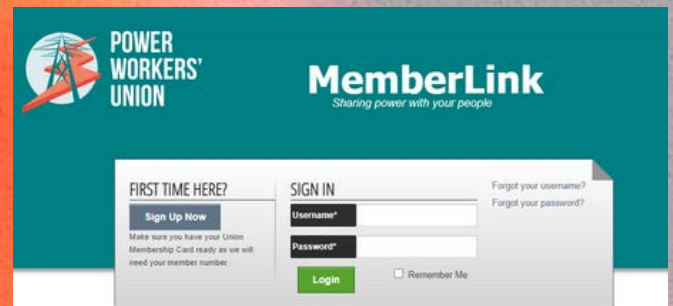 POWER
WORKERS'
UNION
MemberLink
Sharing power with your people
FIRST TIME HERE?
Sign Up Now
Make sure you have your Union
Membership Card ready as we will
need your member number.
SIGN IN
Username*
Password*
Login
Remember Me
Forgot your username?
Forgot your password?